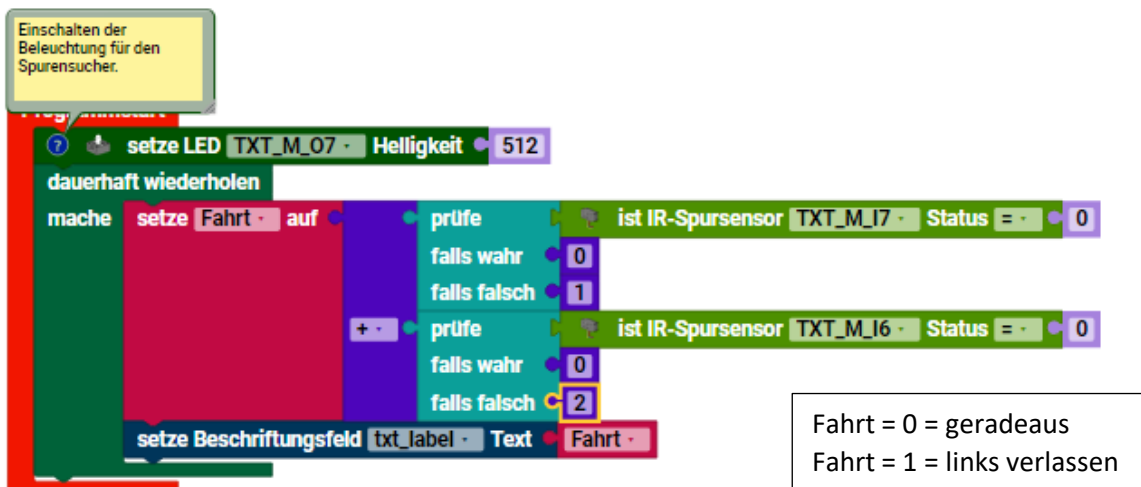 Einschalten der
Beleuchtung für den
Spurensucher.
Programmstart
setze LED TXT_M_O7 Helligkeit 512
dauerhaft wiederholen
mache setze Fahrt auf prüfe ist IR-Spursensor TXT_M_I7 Status = 0
falls wahr 0
falls falsch 1
+ prüfe ist IR-Spursensor TXT_M_I6 Status = 0
falls wahr 0
falls falsch 2
setze Beschriftungsfeld txt_label Text Fahrt
Fahrt = 0 = geradeaus
Fahrt = 1 = links verlassen